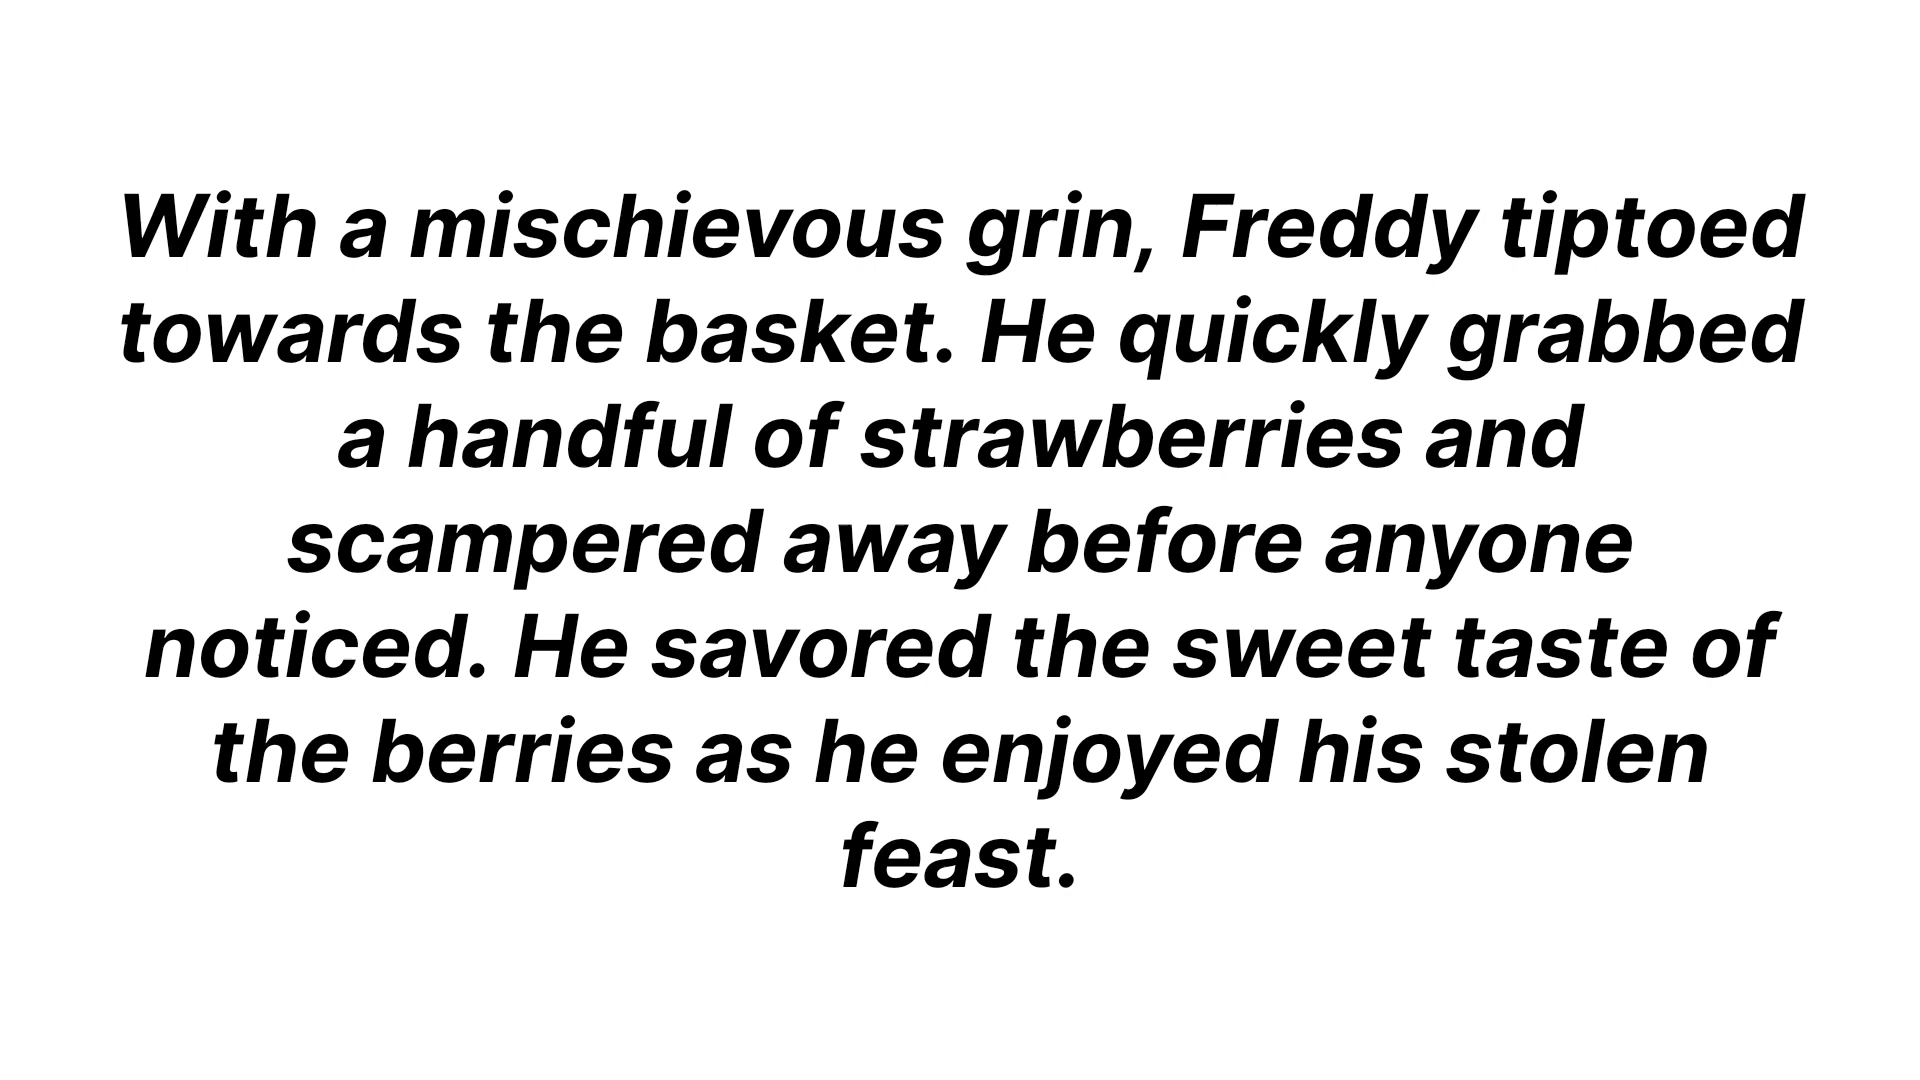 With a mischievous grin, Freddy tiptoed
towards the basket. He quickly grabbed
a handful of strawberries and
scampered away before anyone
noticed. He savored the sweet taste of
the berries as he enjoyed his stolen
feast.